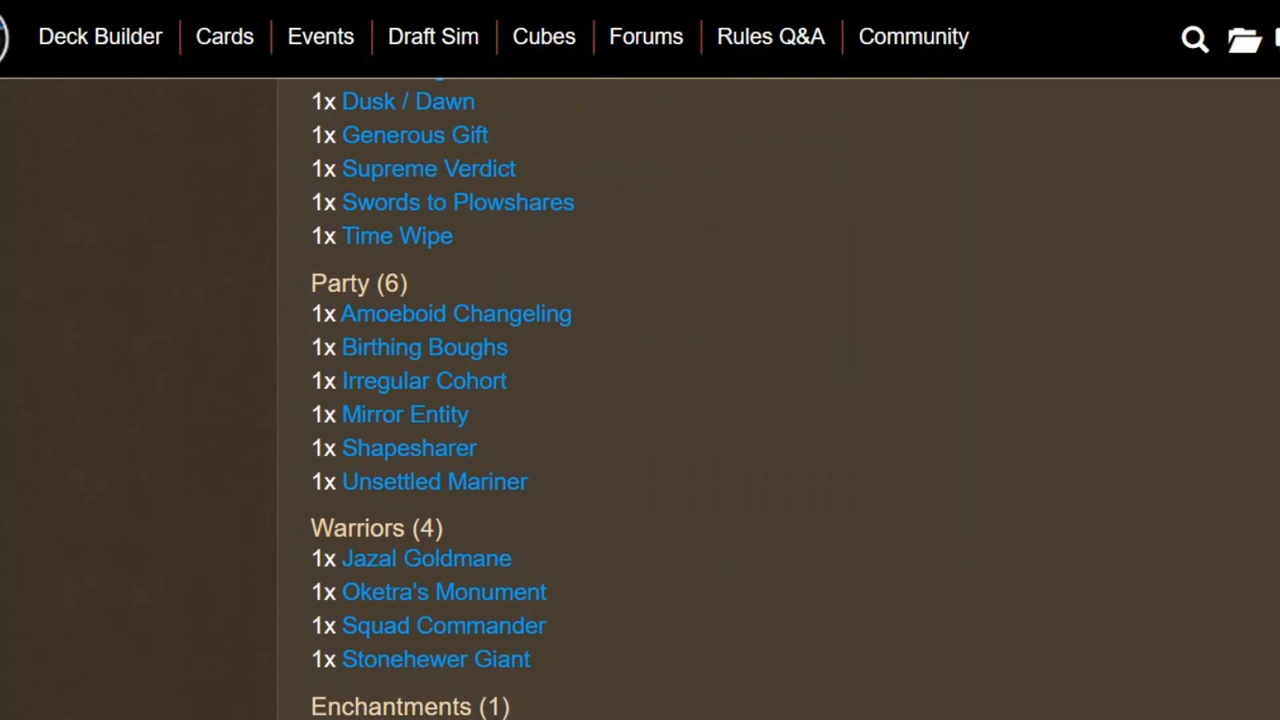 Deck Builder Cards Events Draft Sim Cubes Forums Rules Q&A Community
1x Dusk / Dawn
1x Generous Gift
1x Supreme Verdict
1x Swords to Plowshares
1x Time Wipe
Party (6)
1x Amoeboid Changeling
1x Birthing Boughs
1x Irregular Cohort
1x Mirror Entity
1x Shapesharer
1x Unsettled Mariner
Warriors (4)
1x Jazal Goldmane
1x Oketra's Monument
1x Squad Commander
1x Stonehewer Giant
Enchantments (1)